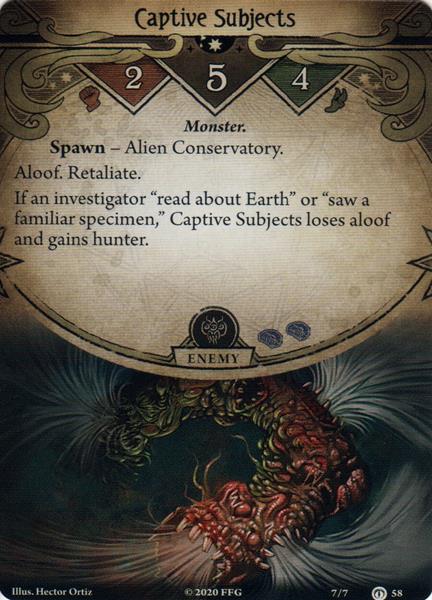 Captive Subjects
2
5
4
Monster.
Spawn – Alien Conservatory.
Aloof. Retaliate.
If an investigator “read about Earth” or “saw a
familiar specimen,” Captive Subjects loses aloof
and gains hunter.
ENEMY
Illus. Hector Ortiz
© 2020 FFG
7/7
58